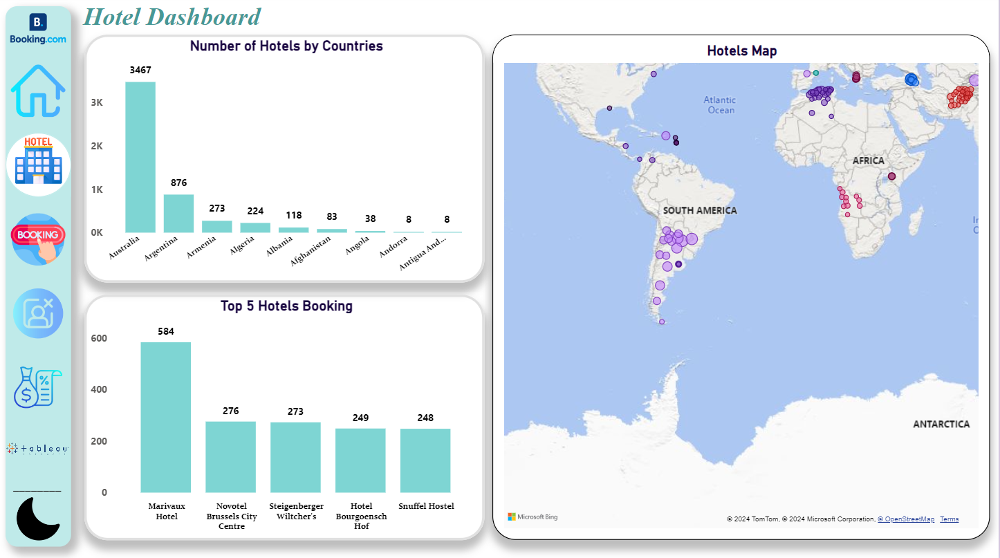 B.
Booking.com
HOTEL
BOOKING
%
$
+ableau
Hotel Dashboard
Number of Hotels by Countries
3467
876
273
224
118
83
38
8
8
3K
2K
1K
0K
Australia
Argentina
Armenia
Algeria
Albania
Afghanistan
Angola
Andorra
Antigua And...
Top 5 Hotels Booking
584
276
273
249
248
600
400
200
0
Marivaux
Hotel
Novotel
Brussels City
Centre
Steigenberger
Wiltcher's
Hotel
Bourgoensch
Hof
Snuffel Hostel
Hotels Map
Atlantic
Ocean
AFRICA
SOUTH AMERICA
ANTARCTICA
Microsoft Bing
© 2024 TomTom, © 2024 Microsoft Corporation, © OpenStreetMap Terms